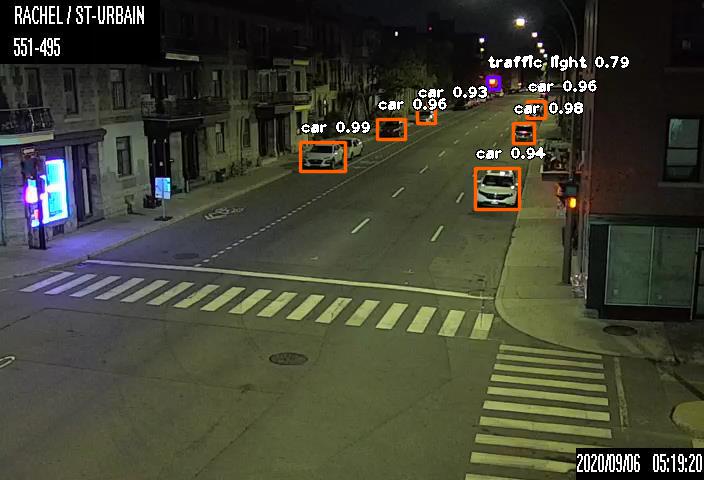 RACHEL / ST-URBAIN
551-495
traffic light 0.79
car 0.93
car 0.96
car 0.96
car 0.98
car 0.99
car 0.94
2020/09/06 05:19:20